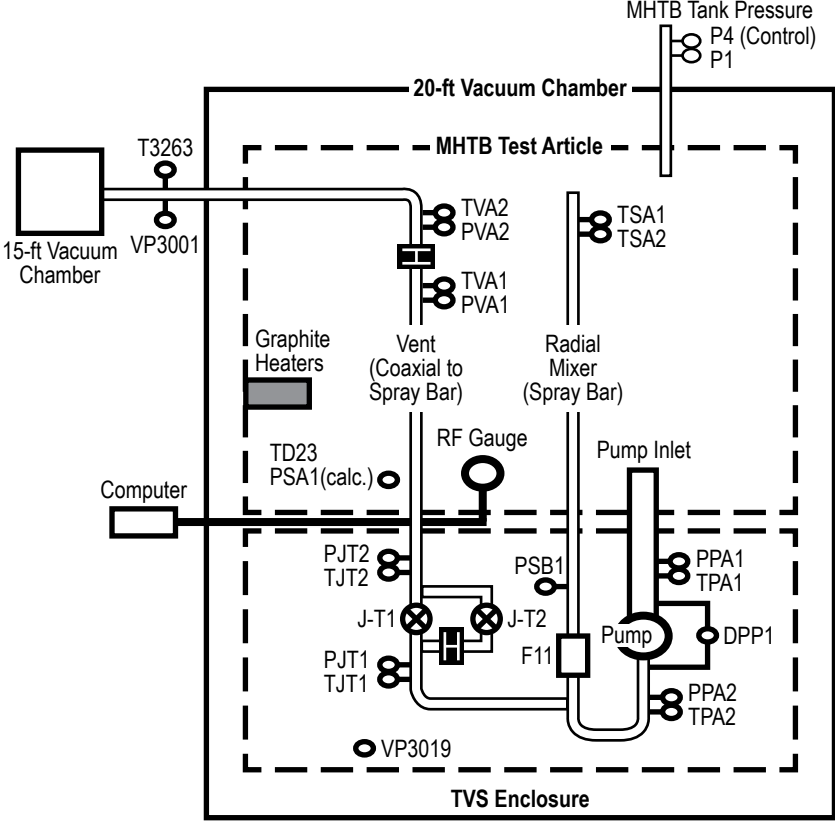 MHTB Tank Pressure
P4 (Control)
P1
20-ft Vacuum Chamber
MHTB Test Article
T3263
VP3001
15-ft Vacuum
Chamber
TVA2
PVA2
TSA1
TSA2
TVA1
PVA1
Graphite
Heaters
Vent
(Coaxial to
Spray Bar)
Radial
Mixer
(Spray Bar)
RF Gauge
Pump Inlet
TD23
PSA1(calc.)
Computer
PJT2
TJT2
PSB1
PPA1
TPA1
J-T1
J-T2
Pump
DPP1
F11
PJT1
TJT1
PPA2
TPA2
VP3019
TVS Enclosure